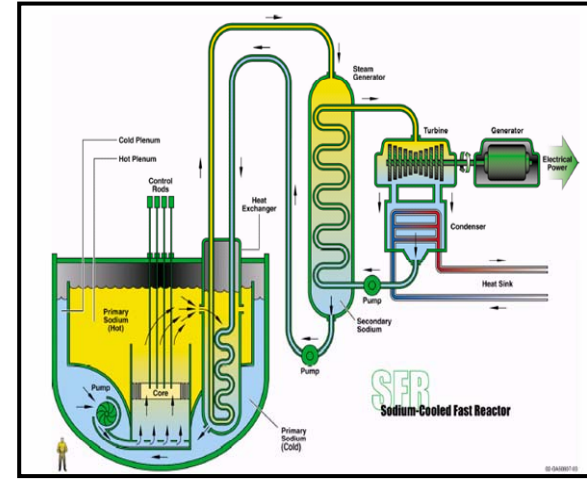 Steam
Generator
Turbine
Generator
Electrical
Power
Cold Plenum
Hot Plenum
Control
Rods
Heat
Exchanger
Condenser
Heat Sink
Pump
Primary
Sodium
(Hot)
Secondary
Sodium
Pump
Pump
Core
Primary
Sodium
(Cold)
SFR
Sodium-Cooled Fast Reactor